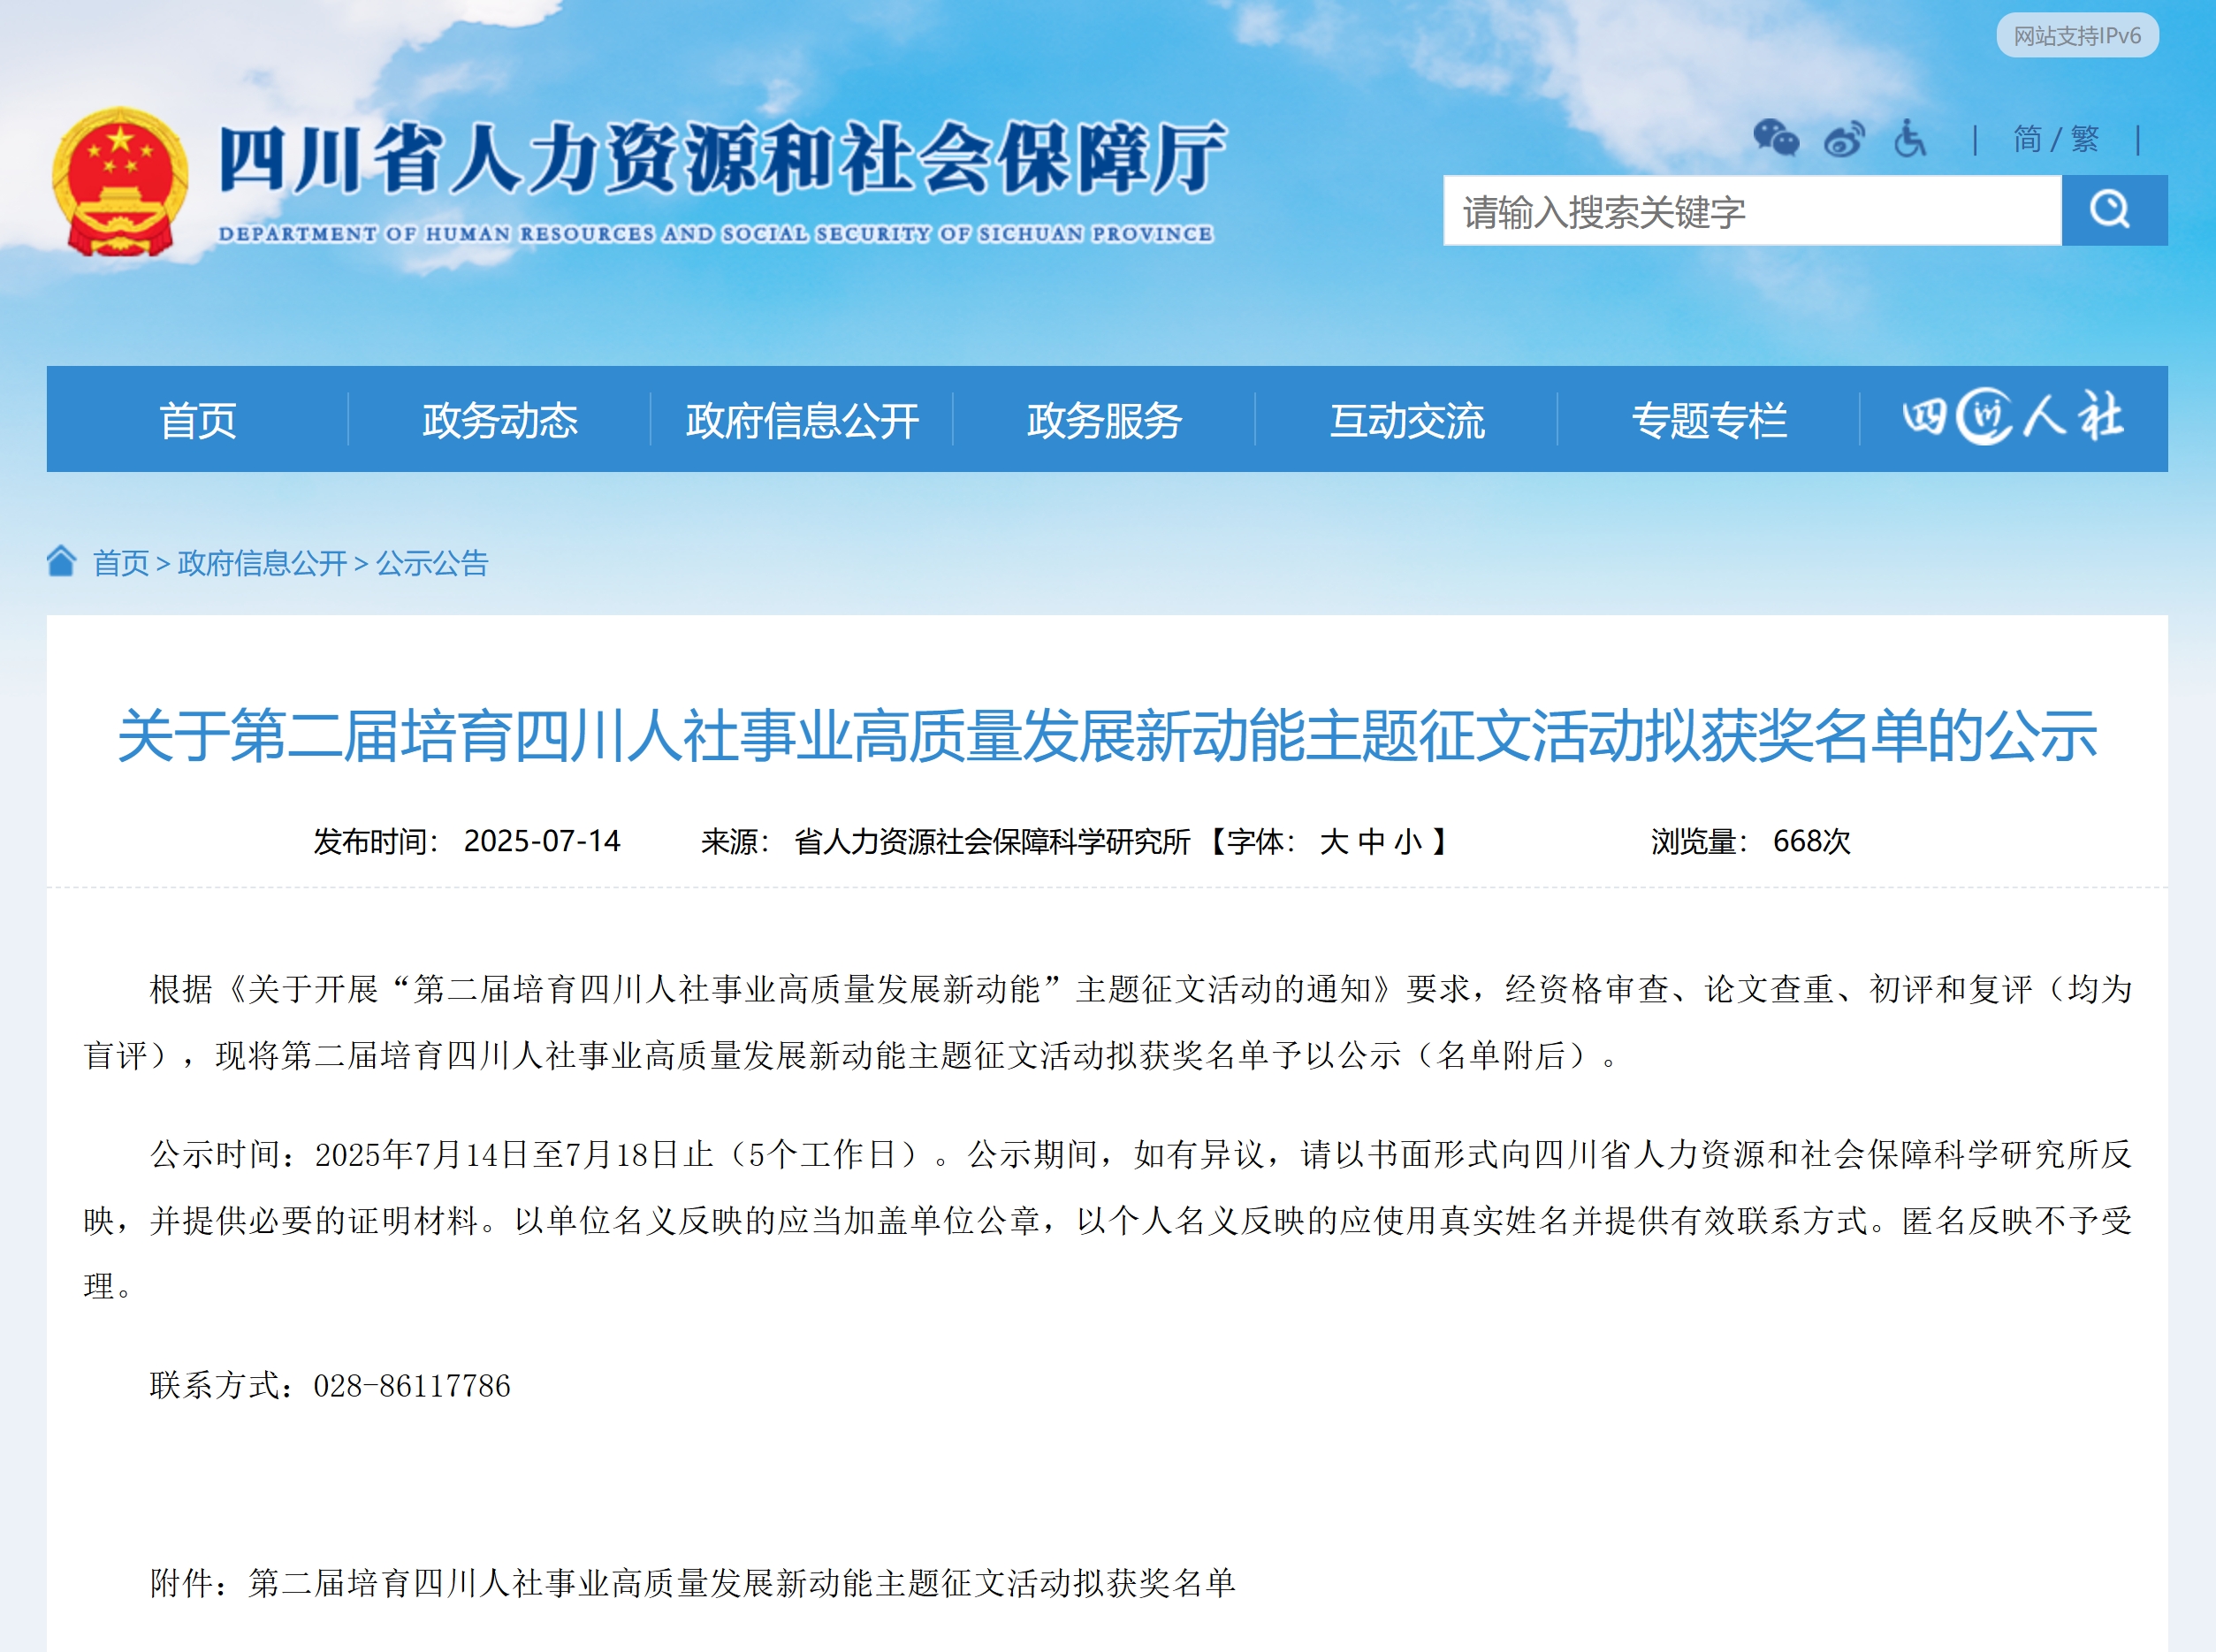 网站支持IPv6
四川省人力资源和社会保障厅
DEPARTMENT OF HUMAN RESOURCES AND SOCIAL SECURITY OF SICHUAN PROVINCE
| 简 / 繁 |
请输入搜索关键字
首页 政务动态 政府信息公开 政务服务 互动交流 专题专栏 四川人社
首页 > 政府信息公开 > 公示公告
关于第二届培育四川人社事业高质量发展新动能主题征文活动拟获奖名单的公示
发布时间： 2025-07-14 来源： 省人力资源社会保障科学研究所 【字体： 大 中 小 】 浏览量： 668次
根据《关于开展“第二届培育四川人社事业高质量发展新动能”主题征文活动的通知》要求，经资格审查、论文查重、初评和复评（均为
盲评），现将第二届培育四川人社事业高质量发展新动能主题征文活动拟获奖名单予以公示（名单附后）。
公示时间：2025年7月14日至7月18日止（5个工作日）。公示期间，如有异议，请以书面形式向四川省人力资源和社会保障科学研究所反
映，并提供必要的证明材料。以单位名义反映的应当加盖单位公章，以个人名义反映的应使用真实姓名并提供有效联系方式。匿名反映不予受
理。
联系方式：028-86117786
附件：第二届培育四川人社事业高质量发展新动能主题征文活动拟获奖名单